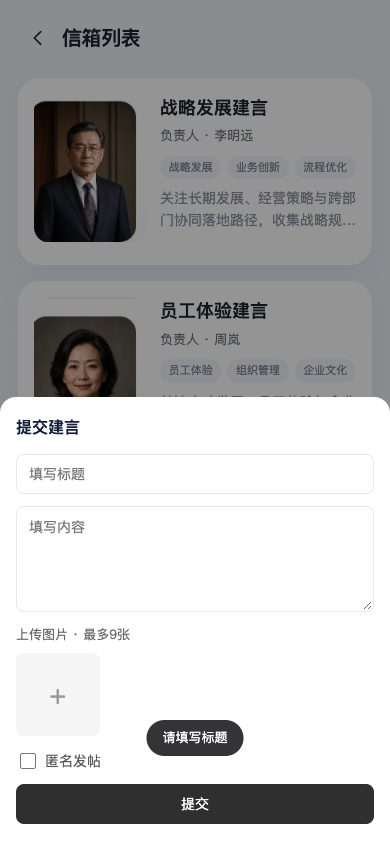 信箱列表
战略发展建言
负责人 · 李明远
战略发展 业务创新 流程优化
关注长期发展、经营策略与跨部
门协同落地路径，收集战略规...
员工体验建言
负责人 · 周岚
员工体验 组织管理 企业文化
提交建言
填写标题
填写内容
上传图片 · 最多9张
+
请填写标题
匿名发帖
提交